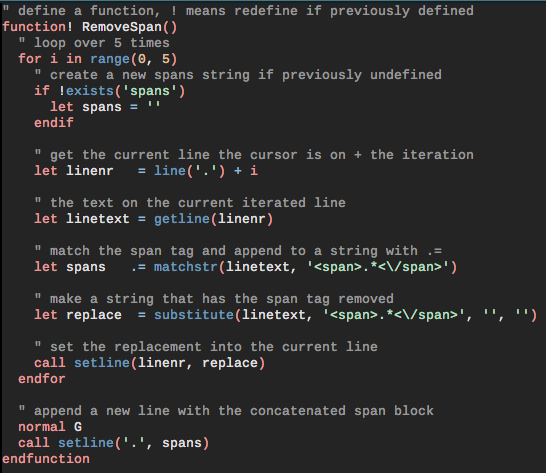 " define a function, ! means redefine if previously defined
function! RemoveSpan()
  " loop over 5 times
  for i in range(0, 5)
    " create a new spans string if previously undefined
    if !exists('spans')
      let spans = ''
    endif

    " get the current line the cursor is on + the iteration
    let linenr   = line('.') + i

    " the text on the current iterated line
    let linetext = getline(linenr)

    " match the span tag and append to a string with .=
    let spans   .= matchstr(linetext, '<span>.*<\/span>')

    " make a string that has the span tag removed
    let replace  = substitute(linetext, '<span>.*<\/span>', '', '')

    " set the replacement into the current line
    call setline(linenr, replace)
  endfor

  " append a new line with the concatenated span block
  normal G
  call setline('.', spans)
endfunction